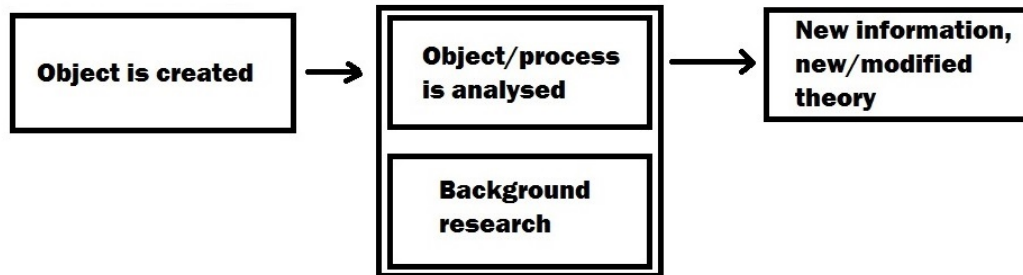 Object is created
Object/process
is analysed
Background
research
New information,
new/modified
theory